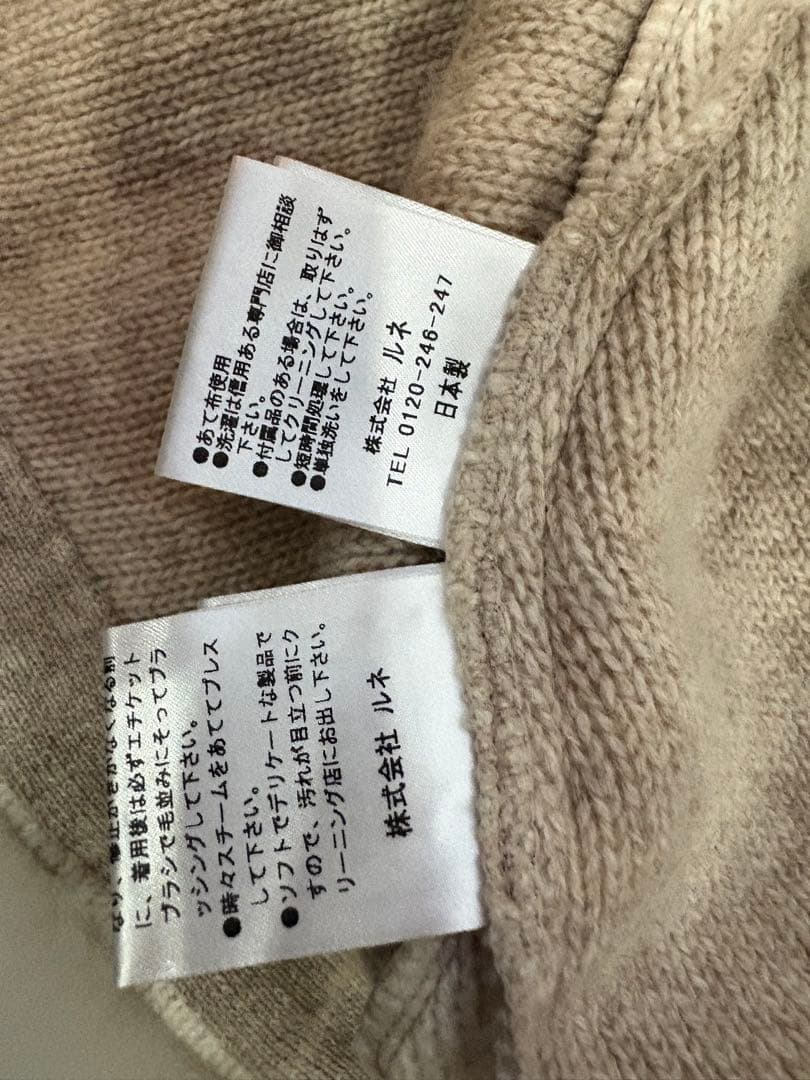 ●あて布使用
●洗濯は信用ある専門店に御相談
下さい。
●付属品のある場合は、取りはず
してクリーニングして下さい。
●短時間処理して下さい。
●単独洗いをして下さい。
株式会社 ルネ
TEL 0120-246-247
日本製
に、着用後は必ずエチケット
ブラシで毛並みにそってブラ
ッシングして下さい。
●時々スチームをあててプレス
して下さい。
●ソフトでデリケートな製品で
すので、汚れが目立つ前にク
リーニング店にお出し下さい。
株式会社 ルネ